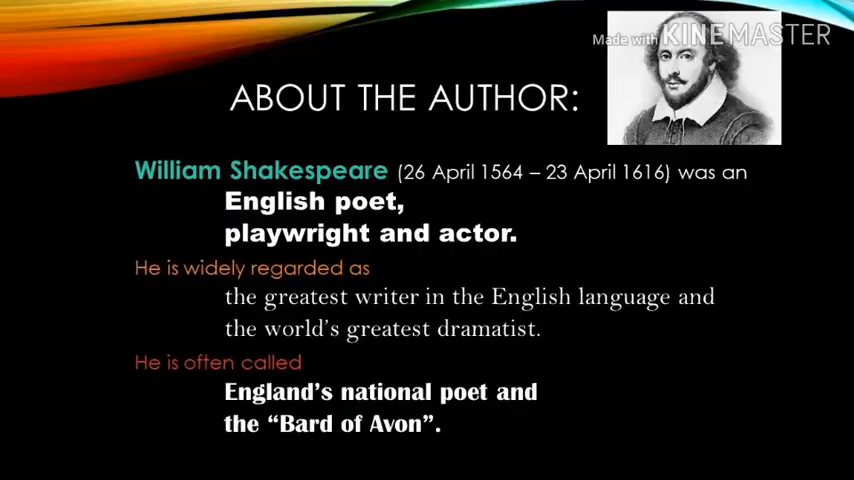 Made with KINEMASTER
ABOUT THE AUTHOR:
William Shakespeare (26 April 1564 – 23 April 1616) was an
English poet,
playwright and actor.
He is widely regarded as
the greatest writer in the English language and
the world’s greatest dramatist.
He is often called
England’s national poet and
the “Bard of Avon”.